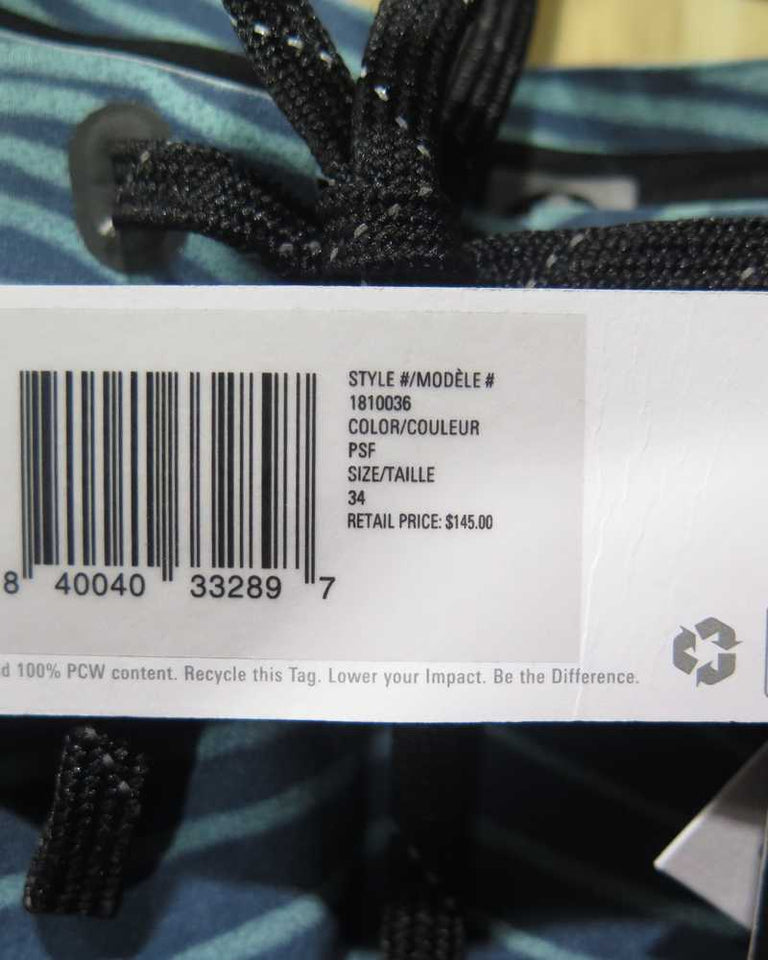 STYLE #/MODÈLE #
1810036
COLOR/COULEUR
PSF
SIZE/TAILLE
34
RETAIL PRICE: $145.00
8 40040 33289 7
100% PCW content. Recycle this Tag. Lower your Impact. Be the Difference.